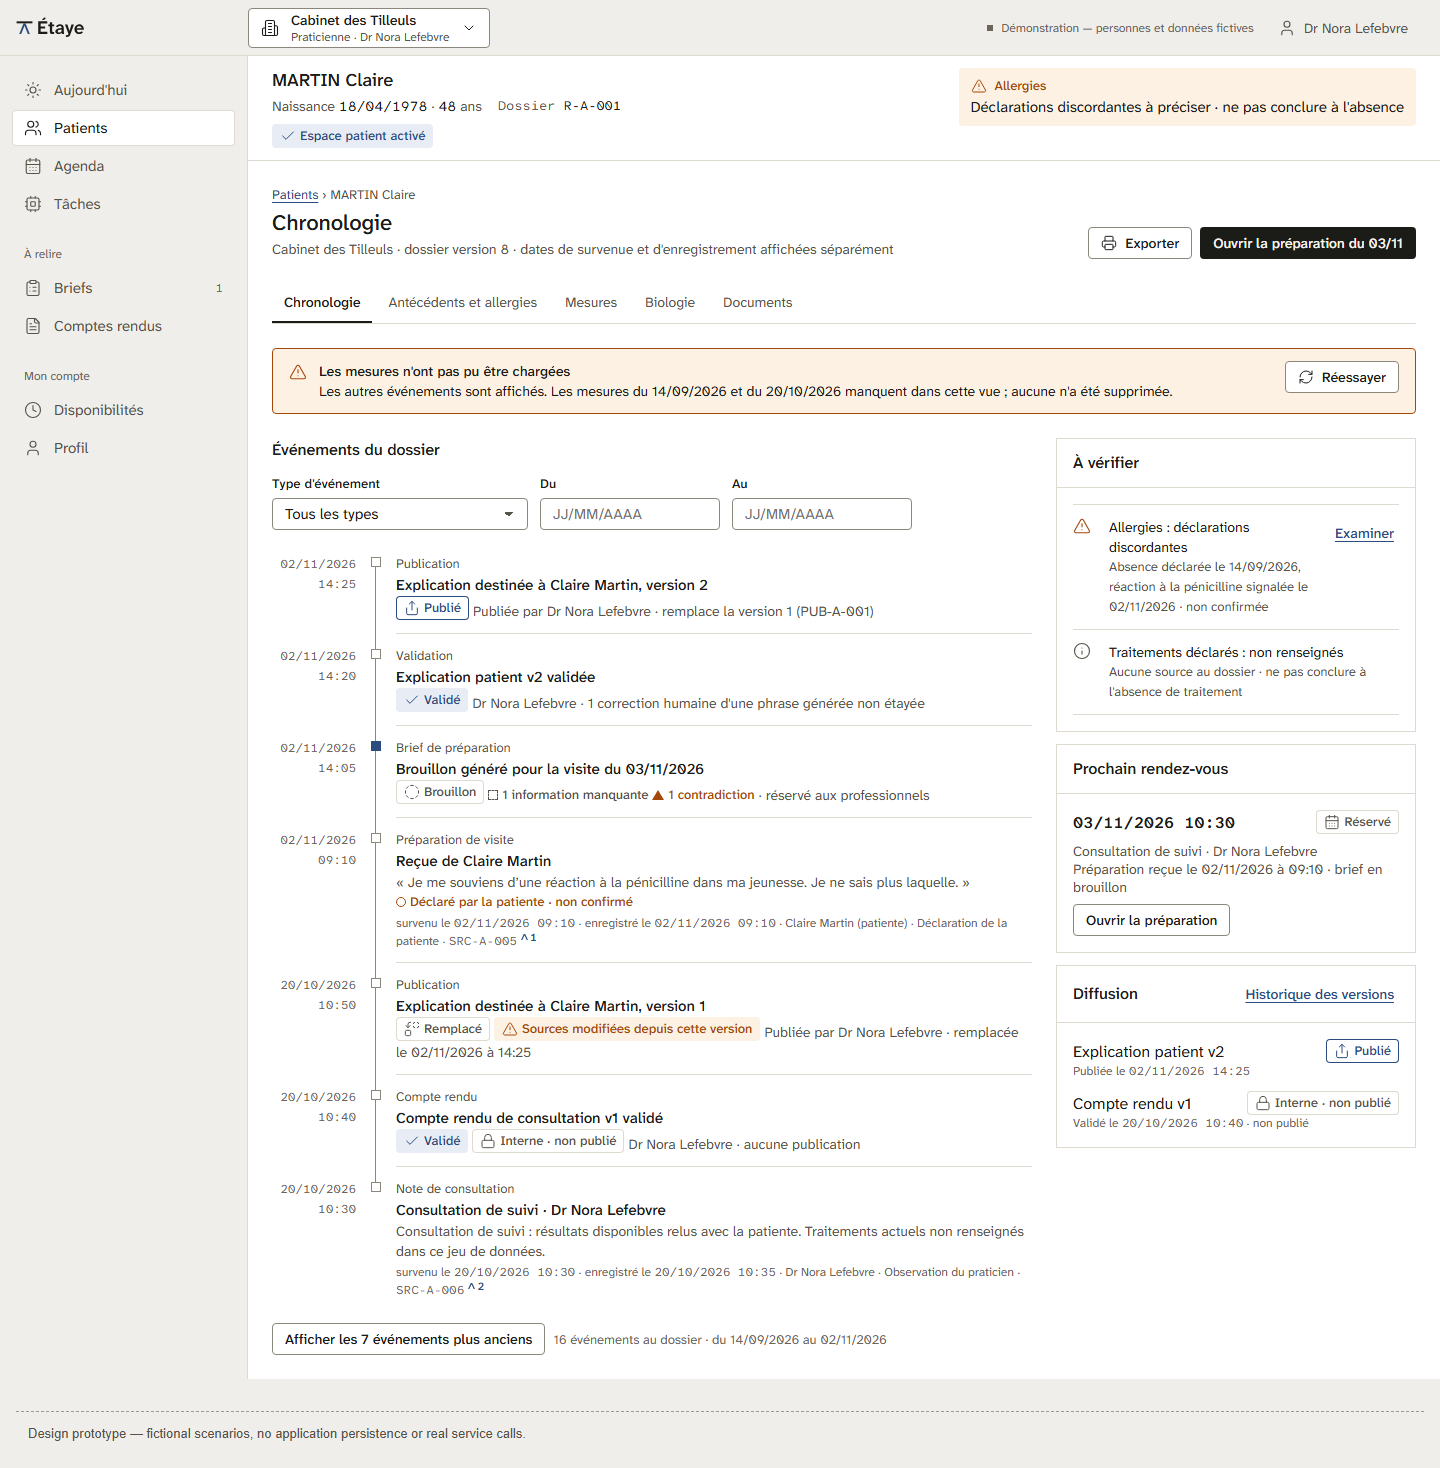 Étaye
Cabinet des Tilleuls
Praticienne · Dr Nora Lefebvre
Démonstration — personnes et données fictives
Dr Nora Lefebvre
Aujourd'hui
Patients
Agenda
Tâches
À relire
Briefs 1
Comptes rendus
Mon compte
Disponibilités
Profil
MARTIN Claire
Naissance 18/04/1978 · 48 ans Dossier R-A-001
Espace patient activé
Allergies
Déclarations discordantes à préciser · ne pas conclure à l'absence
Patients › MARTIN Claire
Chronologie
Cabinet des Tilleuls · dossier version 8 · dates de survenue et d'enregistrement affichées séparément
Exporter
Ouvrir la préparation du 03/11
Chronologie
Antécédents et allergies
Mesures
Biologie
Documents
Les mesures n'ont pas pu être chargées
Les autres événements sont affichés. Les mesures du 14/09/2026 et du 20/10/2026 manquent dans cette vue ; aucune n'a été supprimée.
Réessayer
Événements du dossier
Type d'événement
Du
Au
Tous les types
JJ/MM/AAAA
JJ/MM/AAAA
02/11/2026
14:25
Publication
Explication destinée à Claire Martin, version 2
Publié Publiée par Dr Nora Lefebvre · remplace la version 1 (PUB-A-001)
02/11/2026
14:20
Validation
Explication patient v2 validée
Validé Dr Nora Lefebvre · 1 correction humaine d'une phrase générée non étayée
02/11/2026
14:05
Brief de préparation
Brouillon généré pour la visite du 03/11/2026
Brouillon 1 information manquante 1 contradiction · réservé aux professionnels
02/11/2026
09:10
Préparation de visite
Reçue de Claire Martin
« Je me souviens d'une réaction à la pénicilline dans ma jeunesse. Je ne sais plus laquelle. »
Déclaré par la patiente · non confirmé
survenu le 02/11/2026 09:10 · enregistré le 02/11/2026 09:10 · Claire Martin (patiente) · Déclaration de la
patiente · SRC-A-005 ^1
20/10/2026
10:50
Publication
Explication destinée à Claire Martin, version 1
Remplacé Sources modifiées depuis cette version Publiée par Dr Nora Lefebvre · remplacée
le 02/11/2026 à 14:25
20/10/2026
10:40
Compte rendu
Compte rendu de consultation v1 validé
Validé Interne · non publié Dr Nora Lefebvre · aucune publication
20/10/2026
10:30
Note de consultation
Consultation de suivi · Dr Nora Lefebvre
Consultation de suivi : résultats disponibles relus avec la patiente. Traitements actuels non renseignés
dans ce jeu de données.
survenu le 20/10/2026 10:30 · enregistré le 20/10/2026 10:35 · Dr Nora Lefebvre · Observation du praticien ·
SRC-A-006 ^2
Afficher les 7 événements plus anciens
16 événements au dossier · du 14/09/2026 au 02/11/2026
À vérifier
Allergies : déclarations
discordantes
Absence déclarée le 14/09/2026,
réaction à la pénicilline signalée le
02/11/2026 · non confirmée
Examiner
Traitements déclarés : non renseignés
Aucune source au dossier · ne pas conclure à
l'absence de traitement
Prochain rendez-vous
03/11/2026 10:30
Réservé
Consultation de suivi · Dr Nora Lefebvre
Préparation reçue le 02/11/2026 à 09:10 · brief en
brouillon
Ouvrir la préparation
Diffusion
Historique des versions
Explication patient v2
Publié
Publiée le 02/11/2026 14:25
Compte rendu v1
Interne · non publié
Validé le 20/10/2026 10:40 · non publié
Design prototype — fictional scenarios, no application persistence or real service calls.